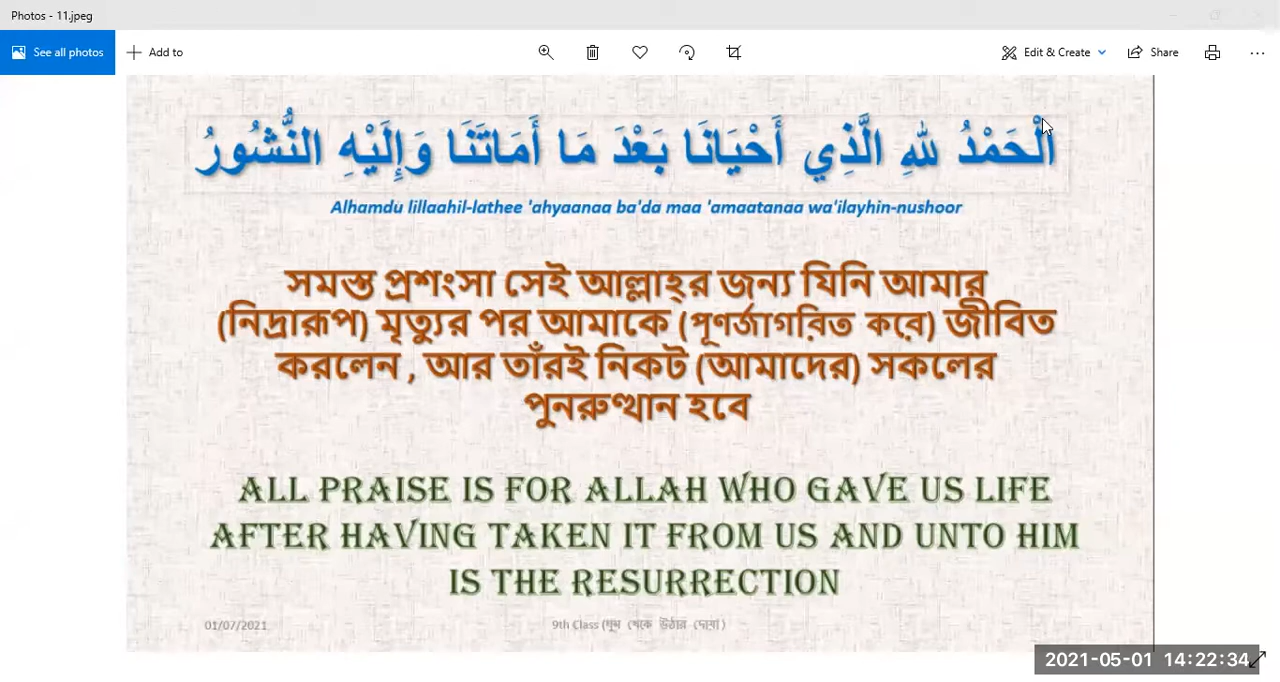 Photos - 11.jpeg
See all photos
Add to
Edit & Create
Share
اَلْحَمْدُ لِلّٰهِ الَّذِي أَحْيَانَا بَعْدَ مَا أَمَاتَنَا وَإِلَيْهِ النُّشُورُ
Alhamdu lillaahil-lathee 'ahyaanaa ba'da maa 'amaatanaa wa'ilayhin-nushoor
সমস্ত প্রশংসা সেই আল্লাহ্‌র জন্য যিনি আমার
(নিদ্রারূপ) মৃত্যুর পর আমাকে (পূণর্জাগরিত করে) জীবিত
করলেন , আর তাঁরই নিকট (আমাদের) সকলের
পুনরুত্থান হবে
ALL PRAISE IS FOR ALLAH WHO GAVE US LIFE
AFTER HAVING TAKEN IT FROM US AND UNTO HIM
IS THE RESURRECTION
01/07/2021
9th Class (ঘুম থেকে উঠার দোয়া )
2021-05-01 14:22:34